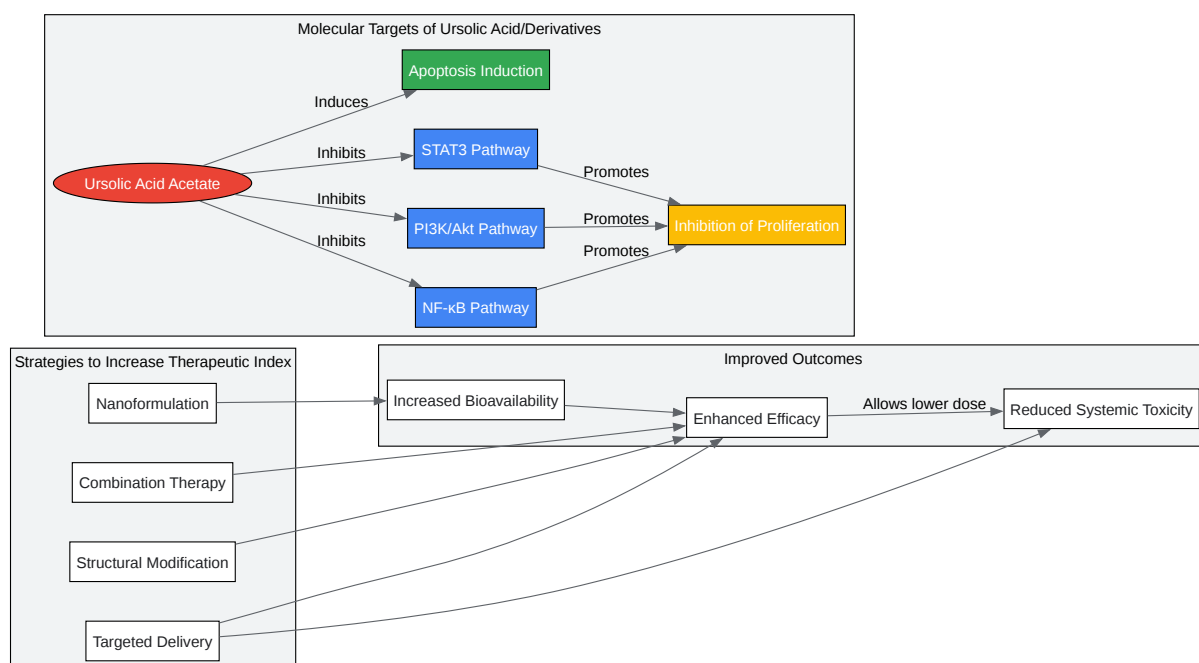 Molecular Targets of Ursolic Acid/Derivatives
Apoptosis Induction
Induces
STAT3 Pathway
Inhibits
Promotes
Ursolic Acid Acetate
Inhibits
PI3K/Akt Pathway
Promotes
Inhibition of Proliferation
Inhibits
Promotes
NF-κB Pathway
Strategies to Increase Therapeutic Index
Nanoformulation
Combination Therapy
Structural Modification
Targeted Delivery
Improved Outcomes
Increased Bioavailability
Enhanced Efficacy
Allows lower dose
Reduced Systemic Toxicity